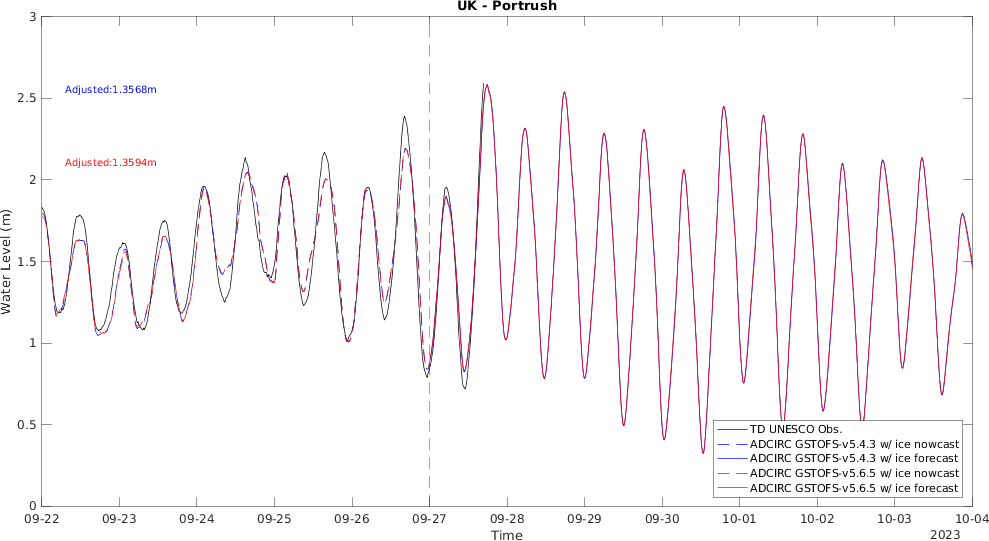 UK - Portrush
3
2.5
2
1.5
1
0.5
0
Water Level (m)
Adjusted:1.3568m
Adjusted:1.3594m
TD UNESCO Obs.
ADCIRC GSTOFS-v5.4.3 w/ ice nowcast
ADCIRC GSTOFS-v5.4.3 w/ ice forecast
ADCIRC GSTOFS-v5.6.5 w/ ice nowcast
ADCIRC GSTOFS-v5.6.5 w/ ice forecast
09-22 09-23 09-24 09-25 09-26 09-27 09-28 09-29 09-30 10-01 10-02 10-03 10-04
Time
2023